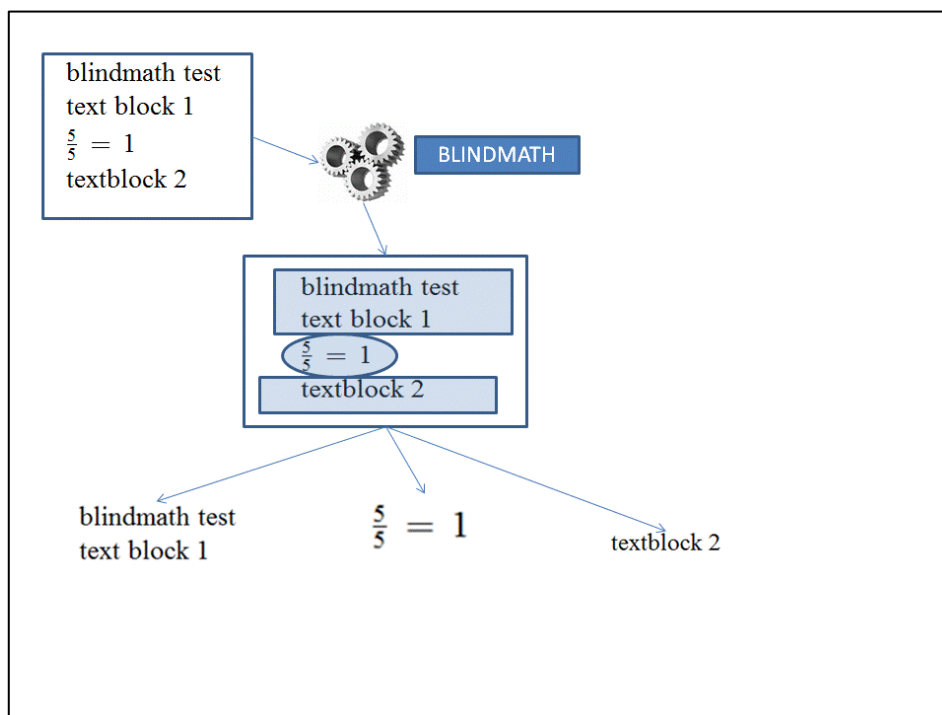 blindmath test
text block 1
5/5 = 1
textblock 2
BLINDMATH
blindmath test
text block 1
5/5 = 1
textblock 2
blindmath test
text block 1
5/5 = 1
textblock 2